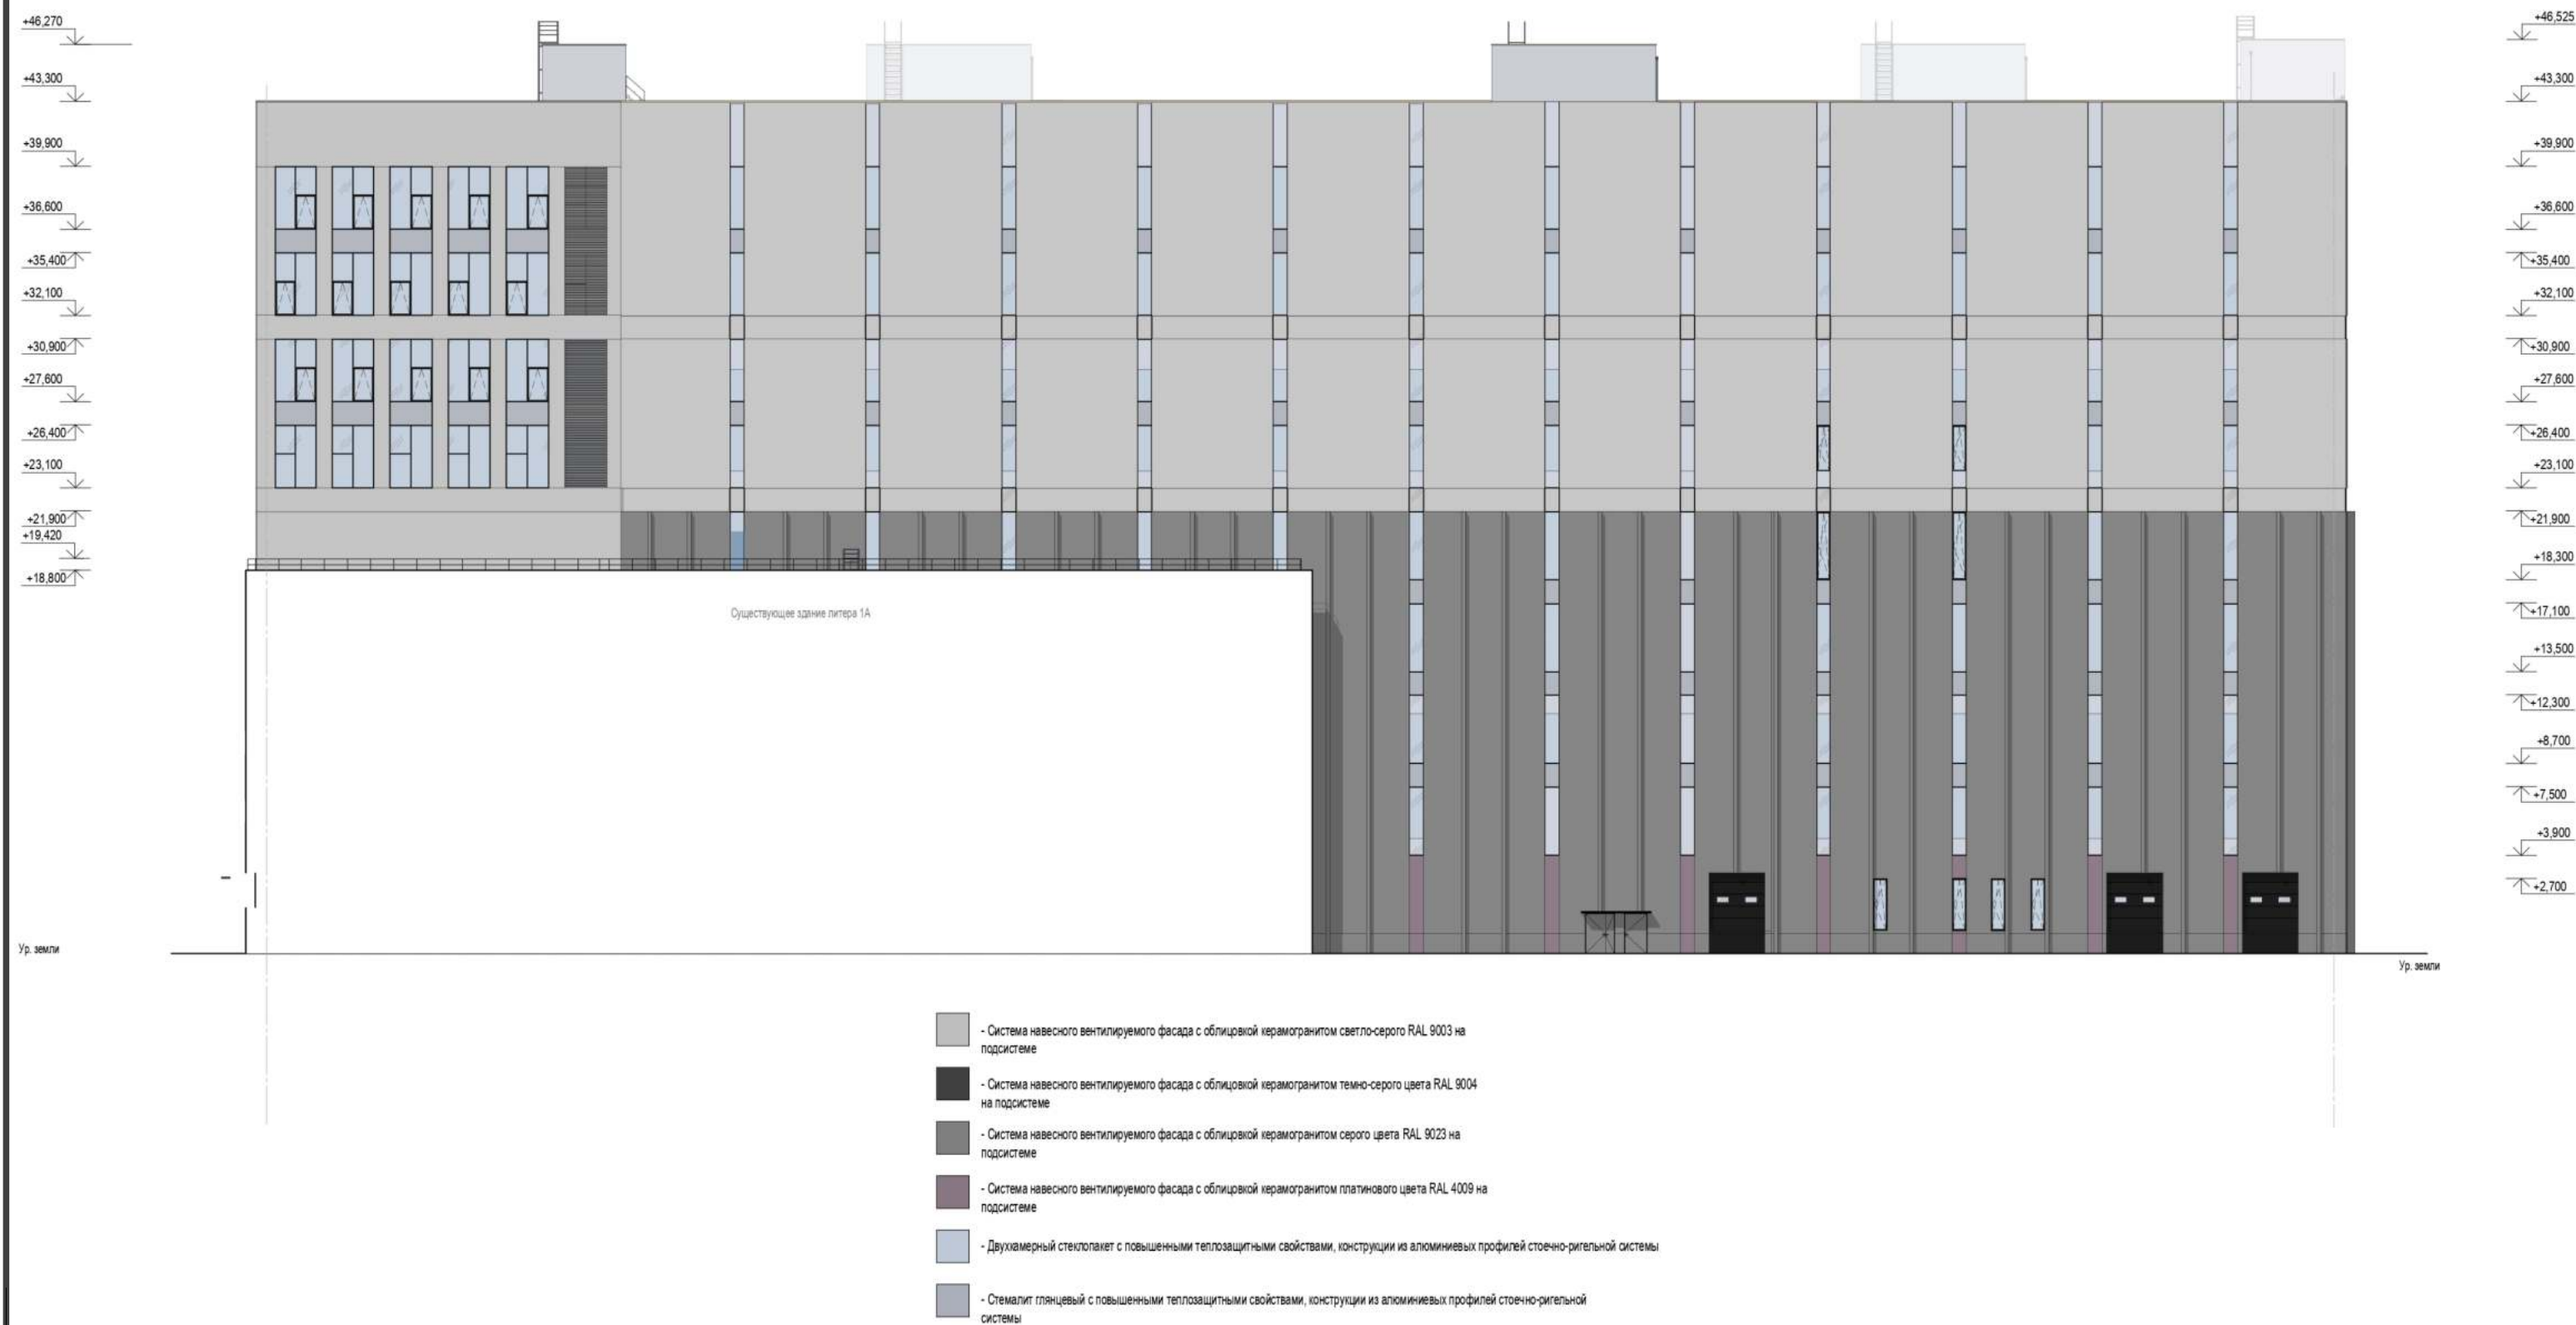 +46,270
+43,300
+39,900
+36,600
+35,400
+32,100
+30,900
+27,600
+26,400
+23,100
+21,900
+19,420
+18,800
Ур. земли
Существующее здание литера 1А
+46,525
+43,300
+39,900
+36,600
+35,400
+32,100
+30,900
+27,600
+26,400
+23,100
+21,900
+18,300
+17,100
+13,500
+12,300
+8,700
+7,500
+3,900
+2,700
Ур. земли
- Система навесного вентилируемого фасада с облицовкой керамогранитом светло-серого RAL 9003 на
подсистеме
- Система навесного вентилируемого фасада с облицовкой керамогранитом темно-серого цвета RAL 9004
на подсистеме
- Система навесного вентилируемого фасада с облицовкой керамогранитом серого цвета RAL 9023 на
подсистеме
- Система навесного вентилируемого фасада с облицовкой керамогранитом платинового цвета RAL 4009 на
подсистеме
- Двухкамерный стеклопакет с повышенными теплозащитными свойствами, конструкции из алюминиевых профилей стоечно-ригельной системы
- Стемалит глянцевый с повышенными теплозащитными свойствами, конструкции из алюминиевых профилей стоечно-ригельной
системы